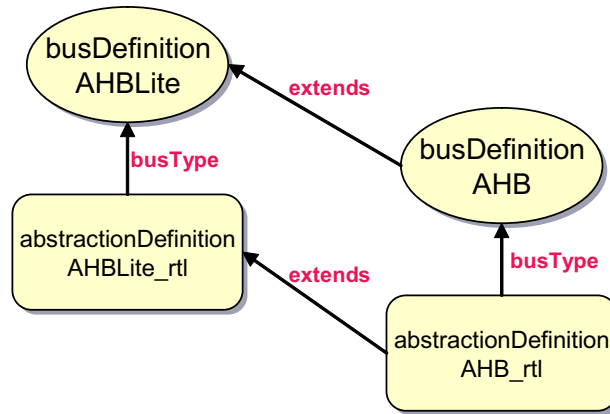 busDefinition
AHBLite
extends
busDefinition
AHB
busType
abstractionDefinition
AHBLite_rtl
extends
busType
abstractionDefinition
AHB_rtl